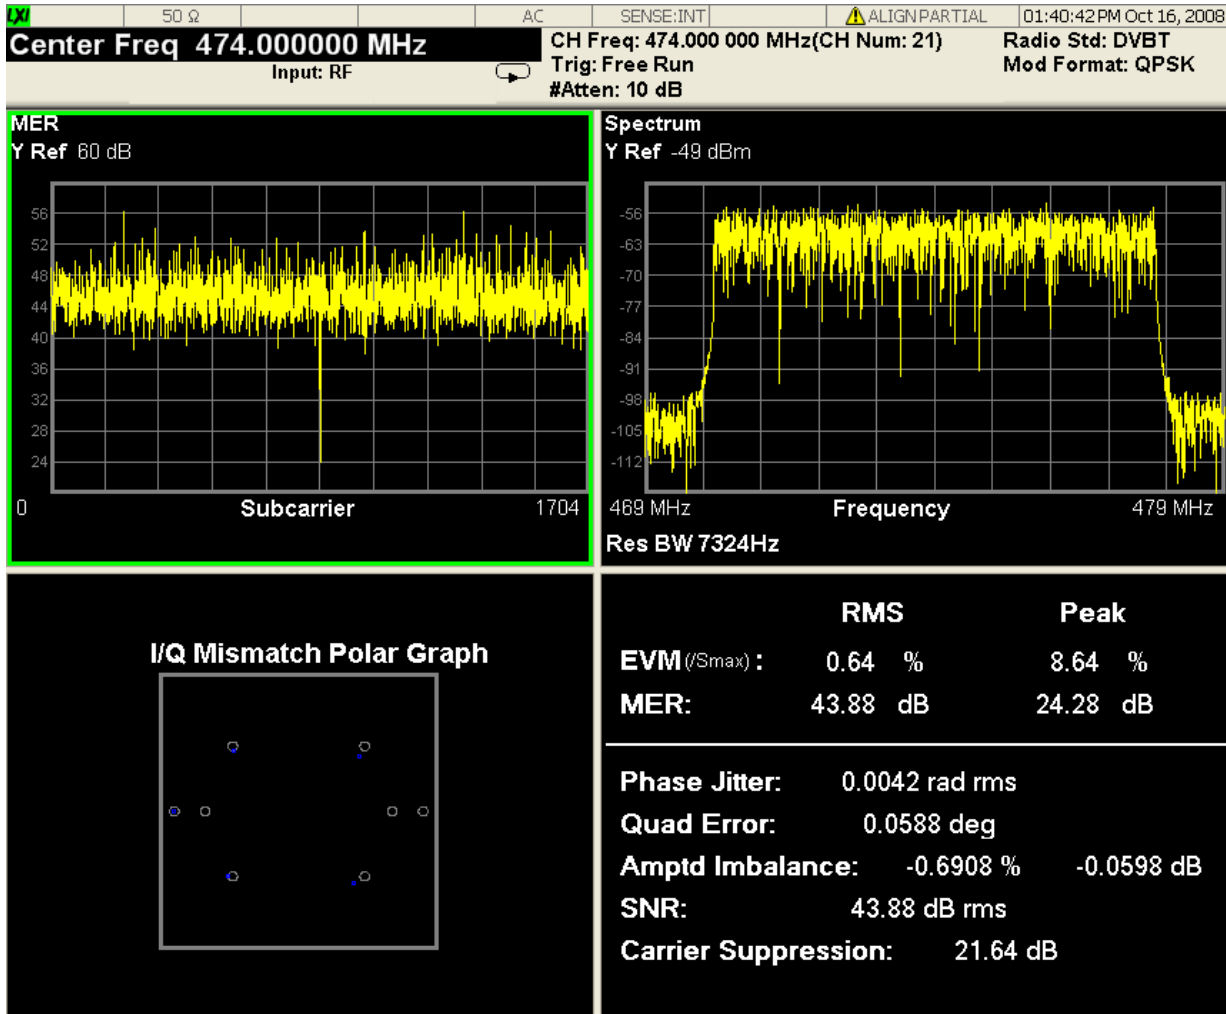 LXI 50 Ω AC SENSE:INT ALIGN PARTIAL 01:40:42 PM Oct 16, 2008
Center Freq 474.000000 MHz
Input: RF
CH Freq: 474.000 000 MHz(CH Num: 21)
Trig: Free Run
#Atten: 10 dB
Radio Std: DVBT
Mod Format: QPSK
MER
Y Ref 60 dB
56
52
48
44
40
36
32
28
24
0 Subcarrier 1704
Spectrum
Y Ref -49 dBm
-56
-63
-70
-77
-84
-91
-98
-105
-112
469 MHz Frequency 479 MHz
Res BW 7324Hz
I/Q Mismatch Polar Graph
RMS Peak
EVM(/Smax): 0.64 % 8.64 %
MER: 43.88 dB 24.28 dB
Phase Jitter: 0.0042 rad rms
Quad Error: 0.0588 deg
Amptd Imbalance: -0.6908 % -0.0598 dB
SNR: 43.88 dB rms
Carrier Suppression: 21.64 dB